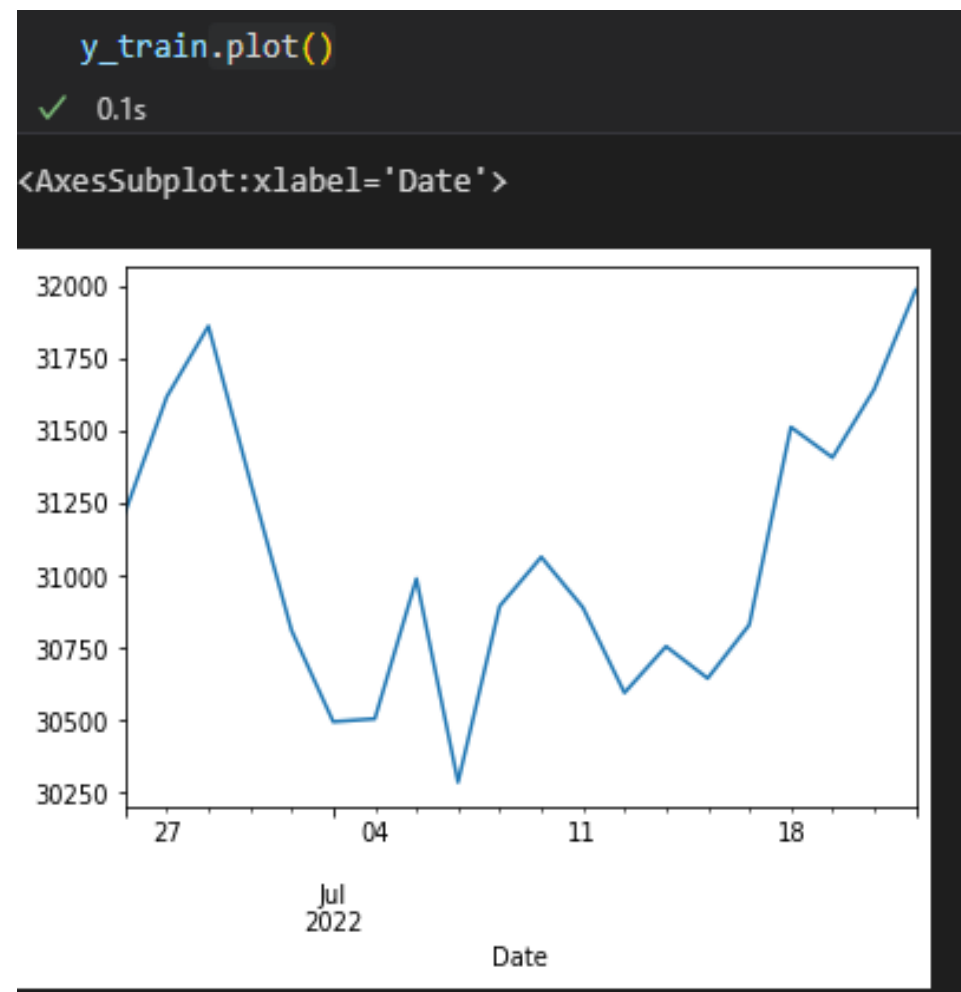 y_train.plot()
✓ 0.1s
<AxesSubplot:xlabel='Date'>
32000
31750
31500
31250
31000
30750
30500
30250
27 04 11 18
Jul
2022
Date